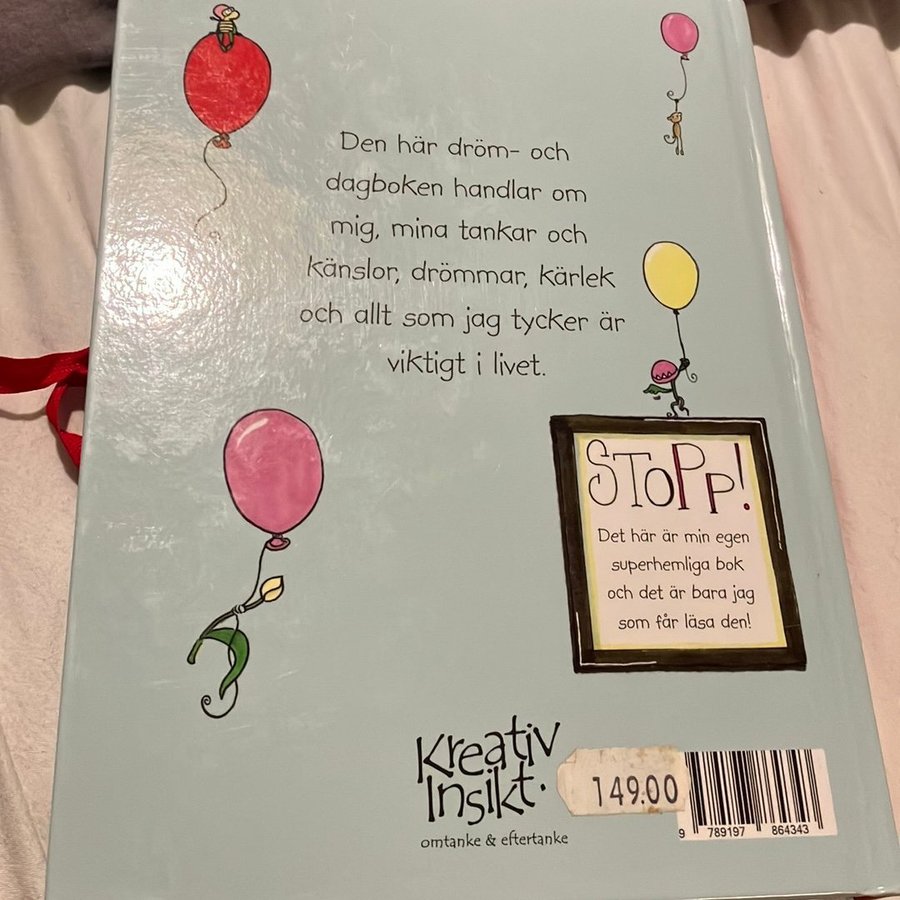 Den här dröm- och
dagboken handlar om
mig, mina tankar och
känslor, drömmar, kärlek
och allt som jag tycker är
viktigt i livet.
STOPP!
Det här är min egen
superhemliga bok
och det är bara jag
som får läsa den!
Kreativ
Insikt.
omtanke & eftertanke
149.00
9 789197 864343